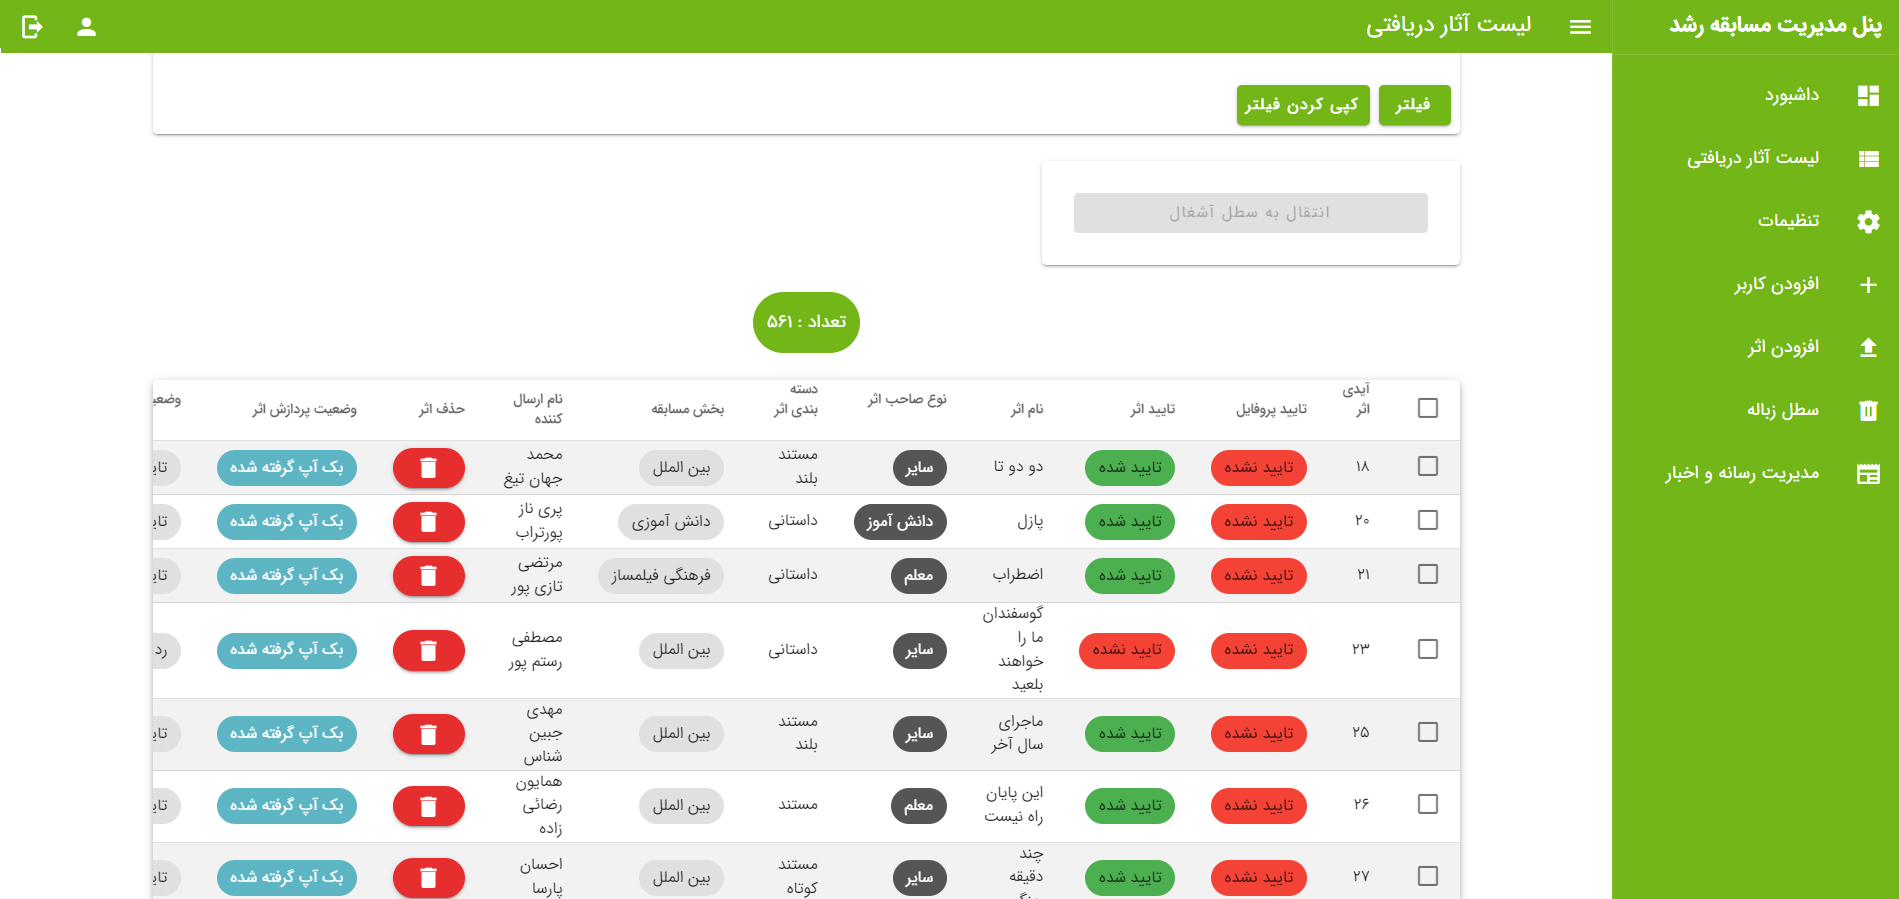 پنل مدیریت مسابقه رشد
لیست آثار دریافتی
داشبورد
لیست آثار دریافتی
تنظیمات
افزودن کاربر
افزودن اثر
سطل زباله
مدیریت رسانه و اخبار
فیلتر
کپی کردن فیلتر
انتقال به سطل آشغال
تعداد : ۵۶۱
آیدی اثر تایید پروفایل تایید اثر نام اثر نوع صاحب اثر دسته بندی اثر بخش مسابقه نام ارسال کننده حذف اثر وضعیت پردازش اثر
۱۸ تایید نشده تایید شده دو دو تا سایر مستند بلند بین الملل محمد جهان تیغ بک آپ گرفته شده
۲۰ تایید نشده تایید شده پازل دانش آموز داستانی دانش آموزی پری ناز پورتراب بک آپ گرفته شده
۲۱ تایید نشده تایید شده اضطراب معلم داستانی فرهنگی فیلمساز مرتضی تازی پور بک آپ گرفته شده
۲۳ تایید نشده تایید نشده گوسفندان ما را خواهند بلعید سایر داستانی بین الملل مصطفی رستم پور بک آپ گرفته شده رد
۲۵ تایید نشده تایید شده ماجرای سال آخر سایر مستند بلند بین الملل مهدی جبین شناس بک آپ گرفته شده
۲۶ تایید نشده تایید شده این پایان راه نیست معلم مستند بین الملل همایون رضائی زاده بک آپ گرفته شده
۲۷ تایید نشده تایید شده چند دقیقه سایر مستند کوتاه بین الملل احسان پارسا بک آپ گرفته شده